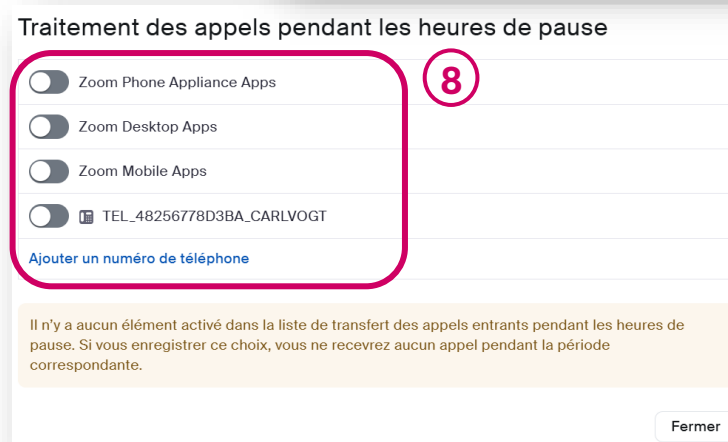 Traitement des appels pendant les heures de pause
8
Zoom Phone Appliance Apps
Zoom Desktop Apps
Zoom Mobile Apps
TEL_48256778D3BA_CARLVOGT
Ajouter un numéro de téléphone
Il n'y a aucun élément activé dans la liste de transfert des appels entrants pendant les heures de
pause. Si vous enregistrer ce choix, vous ne recevrez aucun appel pendant la période
correspondante.
Fermer